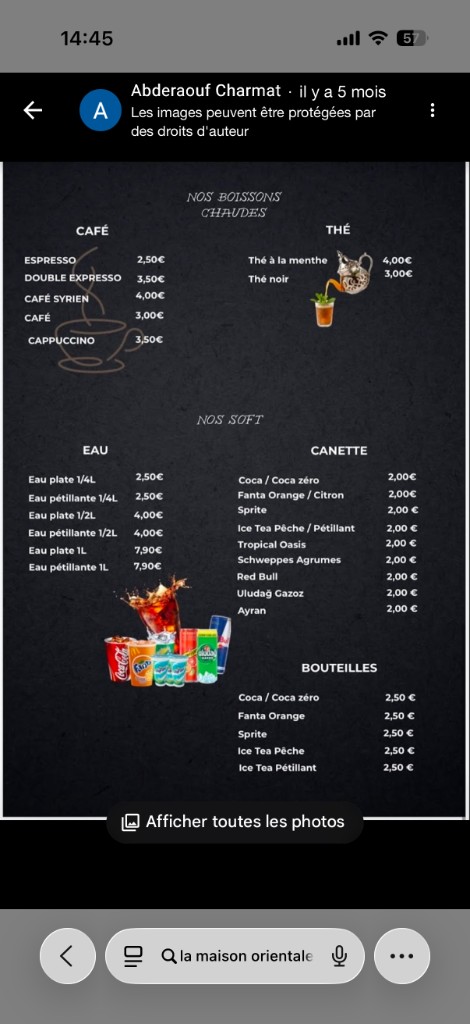 14:45
57
A
Abderaouf Charmat · il y a 5 mois
Les images peuvent être protégées par
des droits d'auteur
NOS BOISSONS
CHAUDES
CAFÉ
ESPRESSO 2,50€
DOUBLE EXPRESSO 3,50€
CAFÉ SYRIEN 4,00€
CAFÉ 3,00€
CAPPUCCINO 3,50€
THÉ
Thé à la menthe 4,00€
Thé noir 3,00€
NOS SOFT
EAU
Eau plate 1/4L 2,50€
Eau pétillante 1/4L 2,50€
Eau plate 1/2L 4,00€
Eau pétillante 1/2L 4,00€
Eau plate 1L 7,90€
Eau pétillante 1L 7,90€
CANETTE
Coca / Coca zéro 2,00€
Fanta Orange / Citron 2,00€
Sprite 2,00 €
Ice Tea Pêche / Pétillant 2,00 €
Tropical Oasis 2,00 €
Schweppes Agrumes 2,00 €
Red Bull 2,00 €
Uludağ Gazoz 2,00 €
Ayran 2,00 €
Coca-Cola
Fanta
BOUTEILLES
Coca / Coca zéro 2,50 €
Fanta Orange 2,50 €
Sprite 2,50 €
Ice Tea Pêche 2,50 €
Ice Tea Pétillant 2,50 €
Afficher toutes les photos
la maison orientale